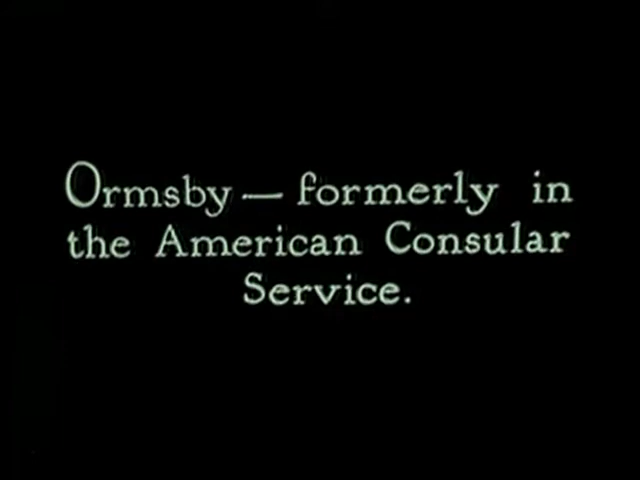 Ormsby — formerly in
the American Consular
Service.